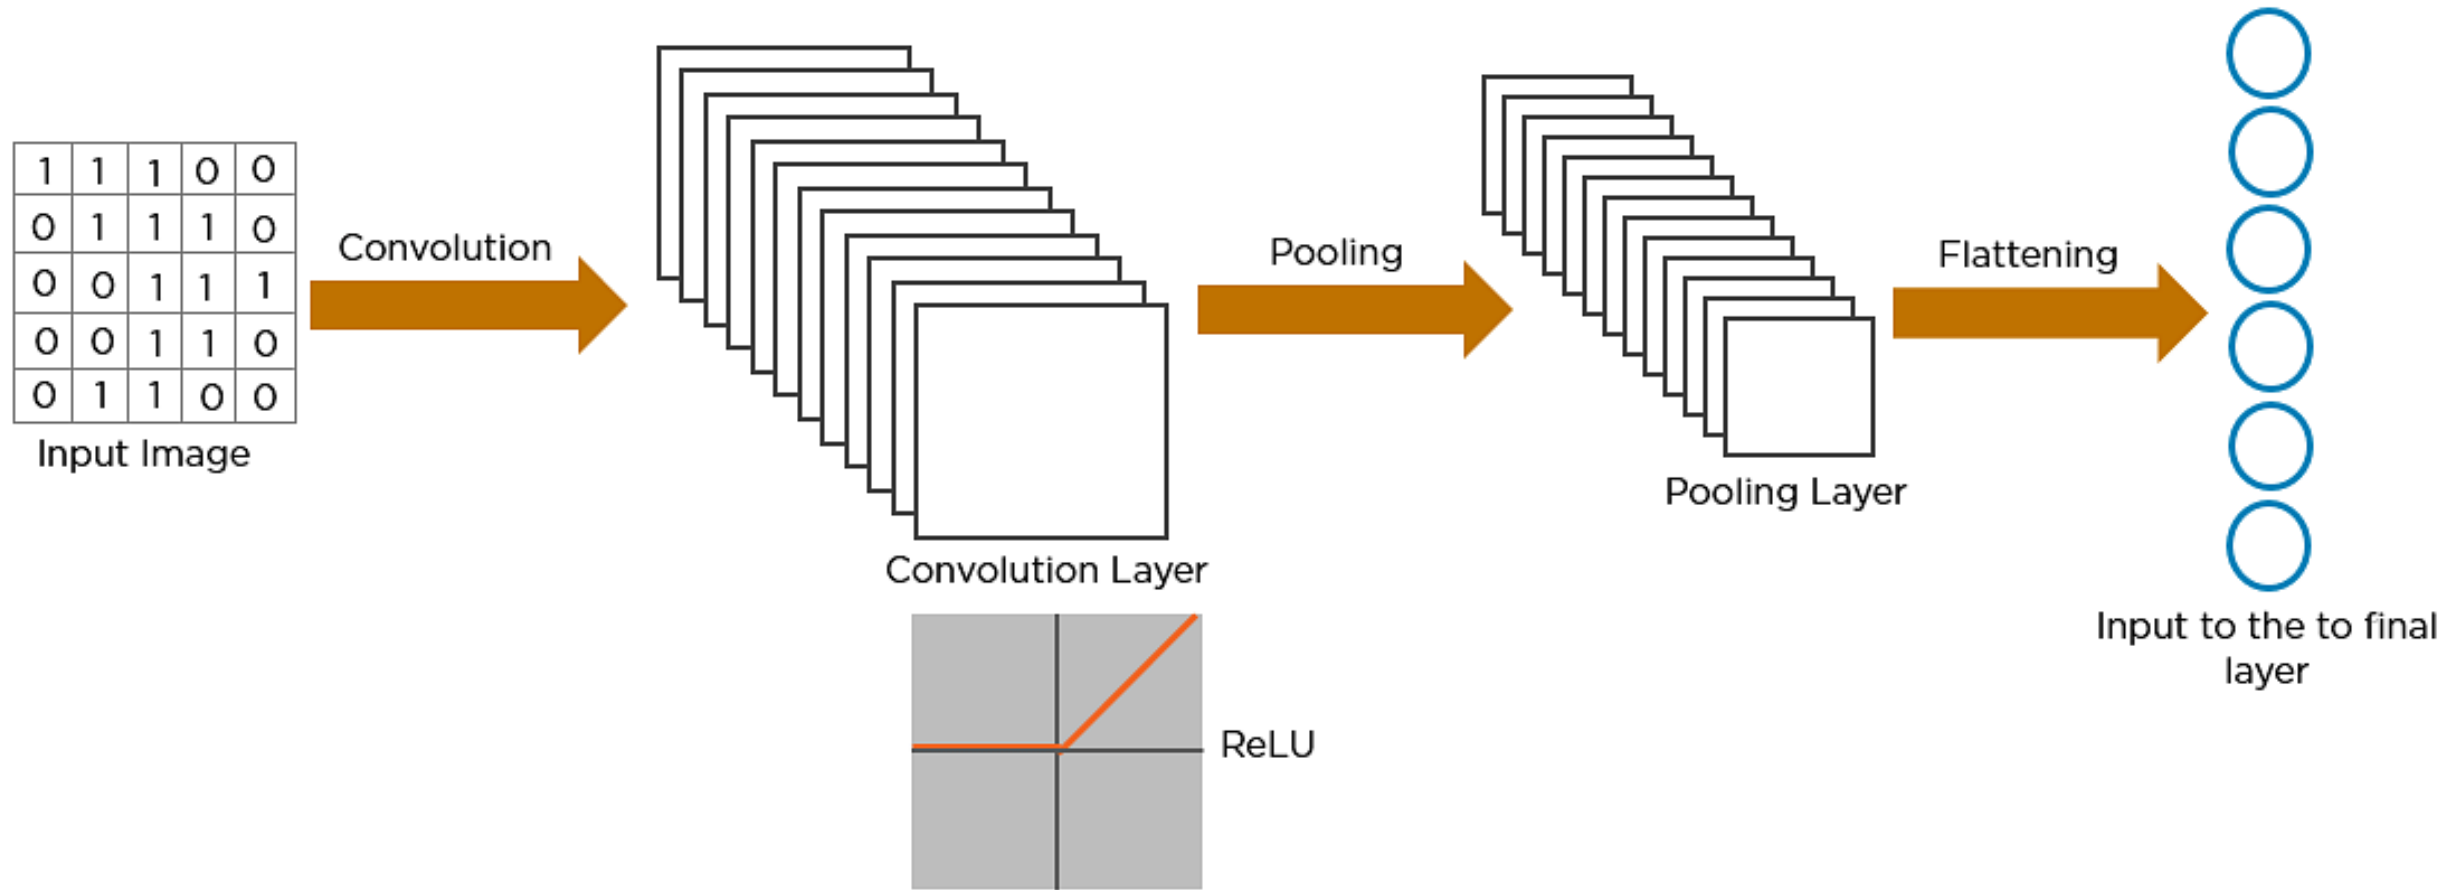 1 1 1 0 0
0 1 1 1 0
0 0 1 1 1
0 0 1 1 0
0 1 1 0 0
Input Image
Convolution
Convolution Layer
ReLU
Pooling
Pooling Layer
Flattening
Input to the to final
layer